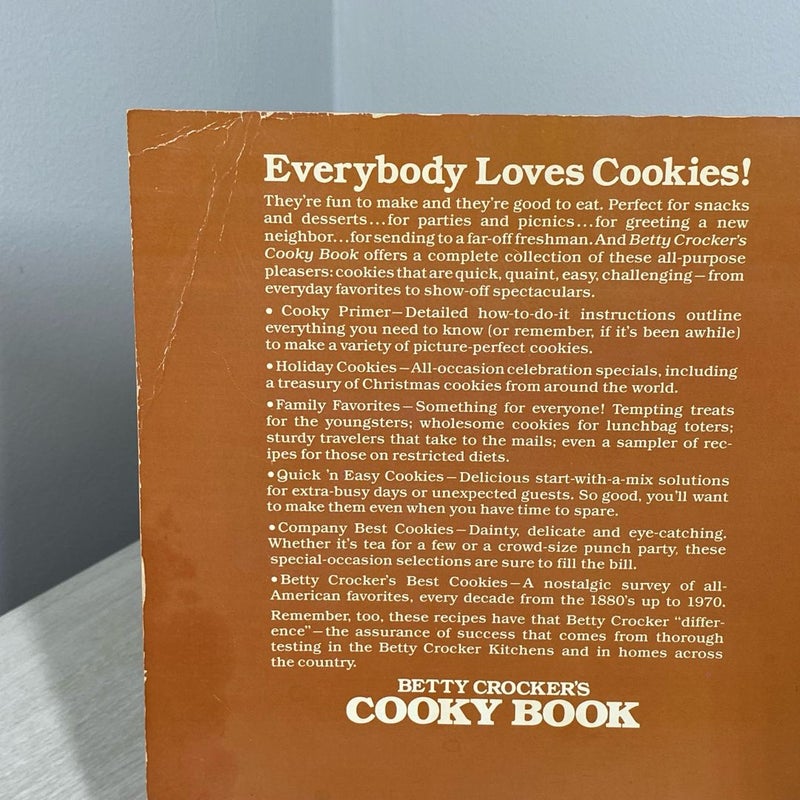 Everybody Loves Cookies!
They're fun to make and they're good to eat. Perfect for snacks
and desserts...for parties and picnics...for greeting a new
neighbor...for sending to a far-off freshman. And Betty Crocker's
Cooky Book offers a complete collection of these all-purpose
pleasers: cookies that are quick, quaint, easy, challenging—from
everyday favorites to show-off spectaculars.
• Cooky Primer—Detailed how-to-do-it instructions outline
everything you need to know (or remember, if it's been awhile)
to make a variety of picture-perfect cookies.
• Holiday Cookies—All-occasion celebration specials, including
a treasury of Christmas cookies from around the world.
• Family Favorites—Something for everyone! Tempting treats
for the youngsters; wholesome cookies for lunchbag toters;
sturdy travelers that take to the mails; even a sampler of rec-
ipes for those on restricted diets.
• Quick 'n Easy Cookies—Delicious start-with-a-mix solutions
for extra-busy days or unexpected guests. So good, you'll want
to make them even when you have time to spare.
• Company Best Cookies—Dainty, delicate and eye-catching.
Whether it's tea for a few or a crowd-size punch party, these
special-occasion selections are sure to fill the bill.
• Betty Crocker's Best Cookies—A nostalgic survey of all-
American favorites, every decade from the 1880's up to 1970.
Remember, too, these recipes have that Betty Crocker "differ-
ence"—the assurance of success that comes from thorough
testing in the Betty Crocker Kitchens and in homes across
the country.
BETTY CROCKER'S
COOKY BOOK